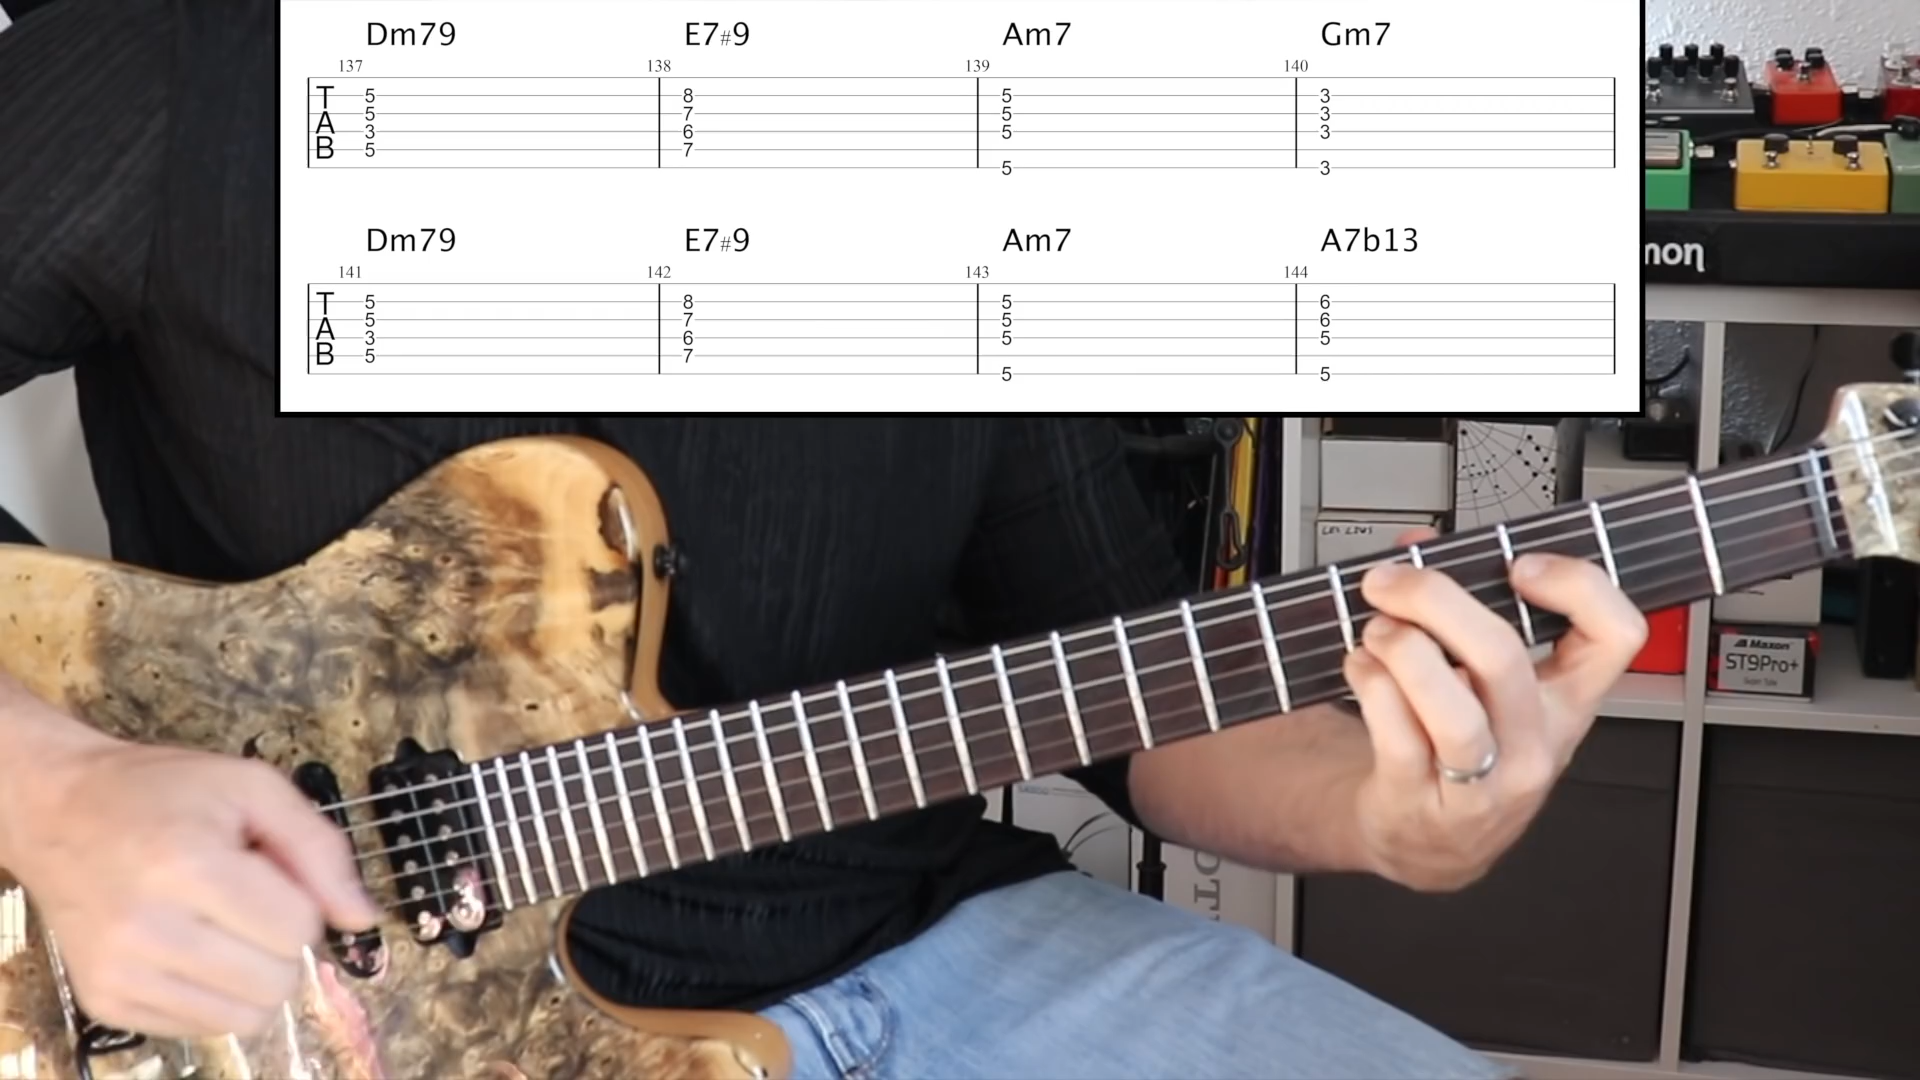 Dm79 E7#9 Am7 Gm7
137 138 139 140
T 5 8 5 3
5 7 5 3
A 3 6 5 3
B 5 7
5 3
Dm79 E7#9 Am7 A7b13
141 142 143 144
T 5 8 5 6
5 7 5 6
A 3 6 5 5
B 5 7
5 5
Maxon
ST9Pro+